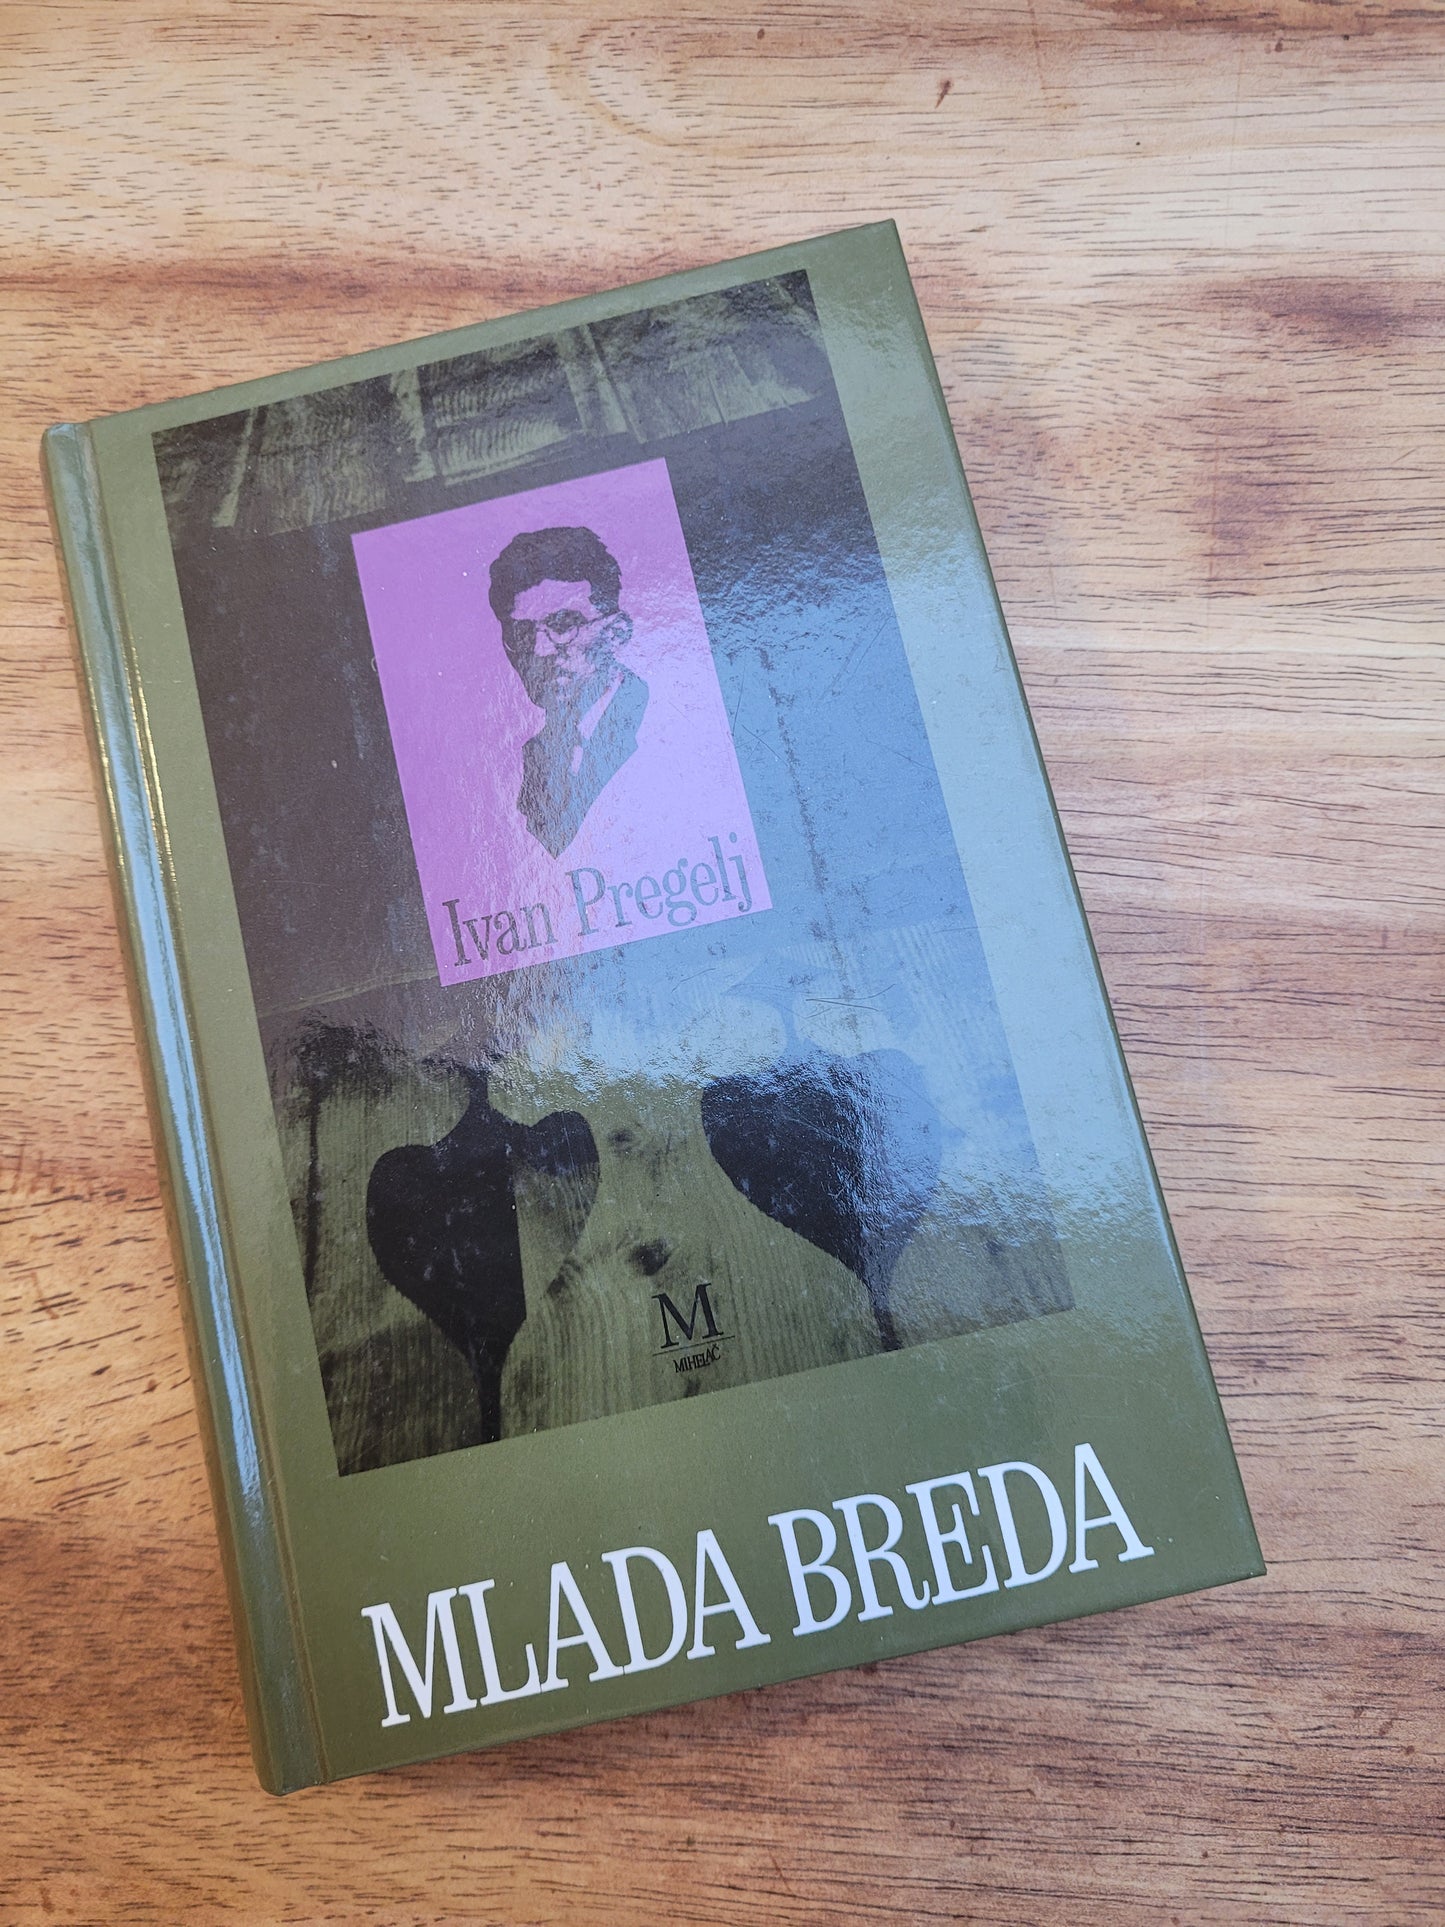 Ivan Pregelj
M
MIHELAČ
MLADA BREDA